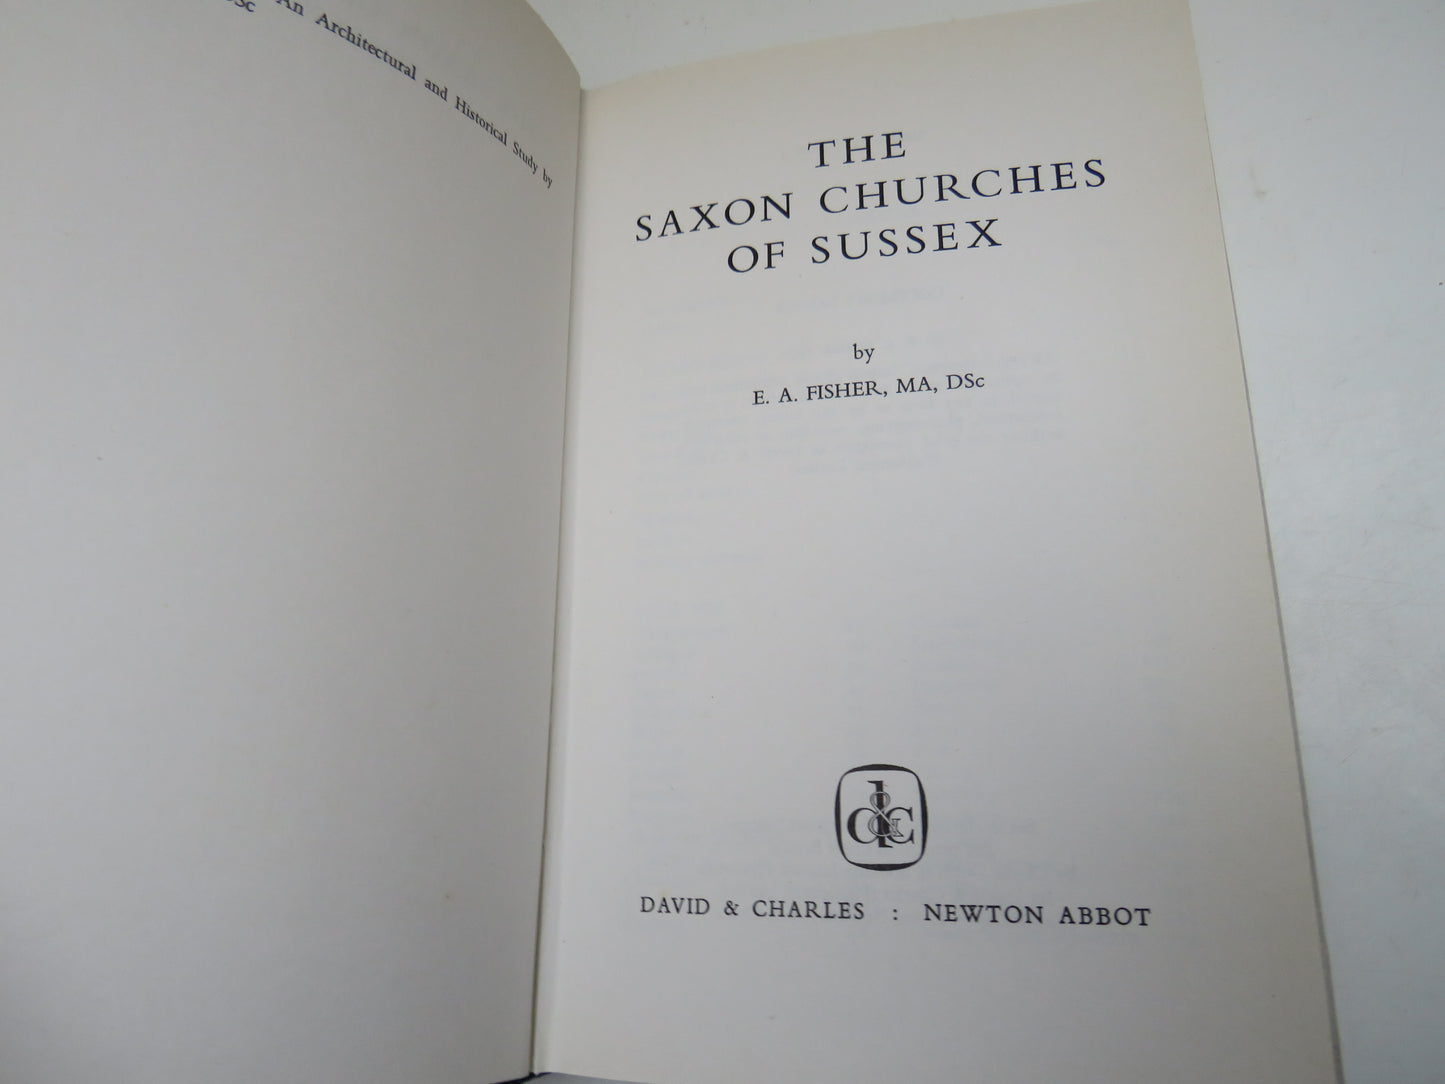 An Architectural and Historical Study by
DSc
THE
SAXON CHURCHES
OF SUSSEX
by
E. A. FISHER, MA, DSc
d&c
DAVID & CHARLES : NEWTON ABBOT